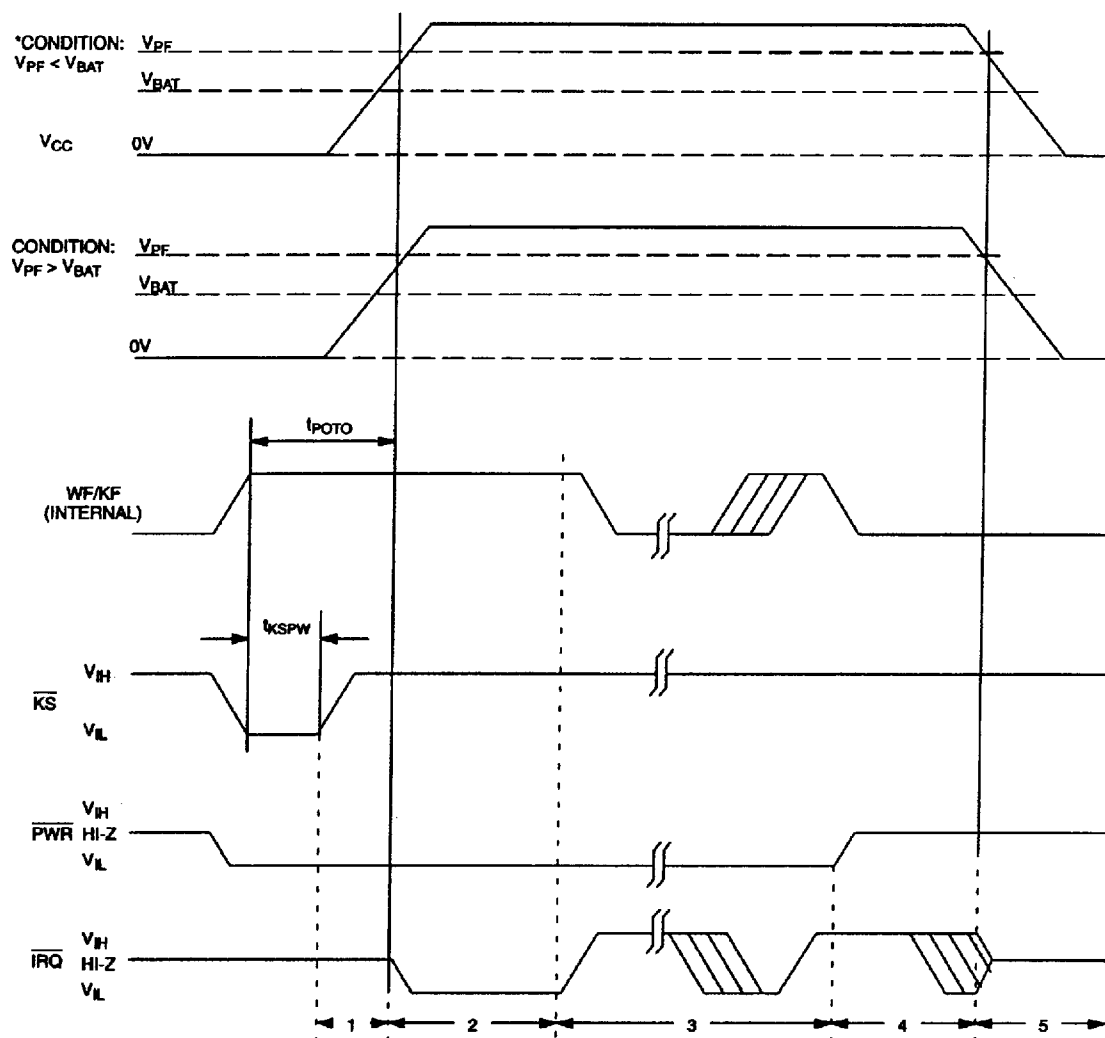 *CONDITION: VPF
VPF < VBAT
VBAT
VCC 0V
CONDITION: VPF
VPF > VBAT
VBAT
0V
tPOTO
WF/KF
(INTERNAL)
tKSPW
VIH
KS
VIL
VIH
PWR HI-Z
VIL
VIH
IRQ HI-Z
VIL
1 2 3 4 5